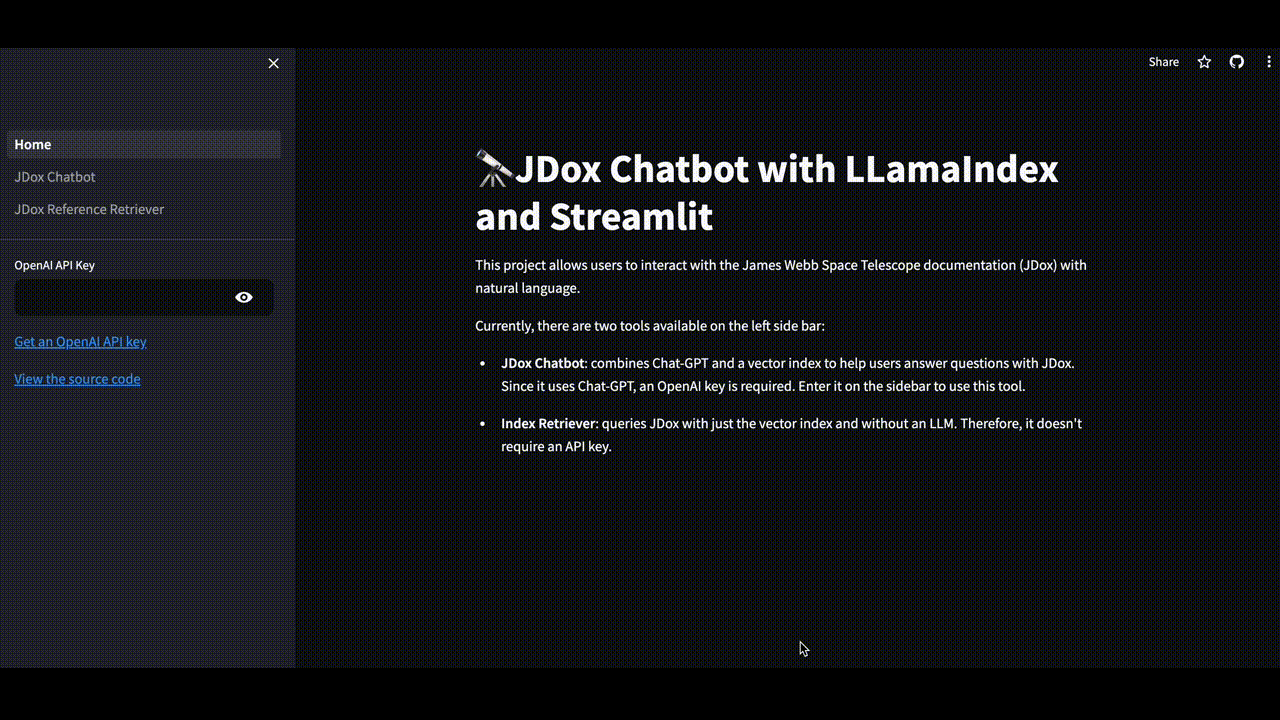 Share
Home
JDox Chatbot
JDox Reference Retriever
OpenAI API Key
Get an OpenAI API key
View the source code
JDox Chatbot with LLamaIndex
and Streamlit
This project allows users to interact with the James Webb Space Telescope documentation (JDox) with
natural language.
Currently, there are two tools available on the left side bar:
• JDox Chatbot: combines Chat-GPT and a vector index to help users answer questions with JDox.
Since it uses Chat-GPT, an OpenAI key is required. Enter it on the sidebar to use this tool.
• Index Retriever: queries JDox with just the vector index and without an LLM. Therefore, it doesn't
require an API key.